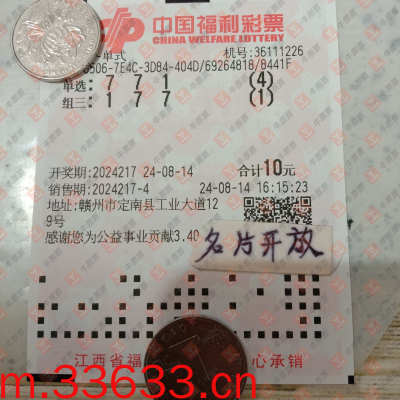 中国福利彩票
CHINA WELFARE LOTTERY
单式 机号:36111226
5506-7E4C-3D84-404D/69264818/8441F
单选: 7 7 1 (4)
组三: 1 7 7 (1)
开奖期:2024217 24-08-14 合计10元
销售期:2024217-4 24-08-14 16:15:23
地址:赣州市定南县工业大道12
9号
感谢您为公益事业贡献3.40
名片开放
江西省福 心承销
m.33633.cn